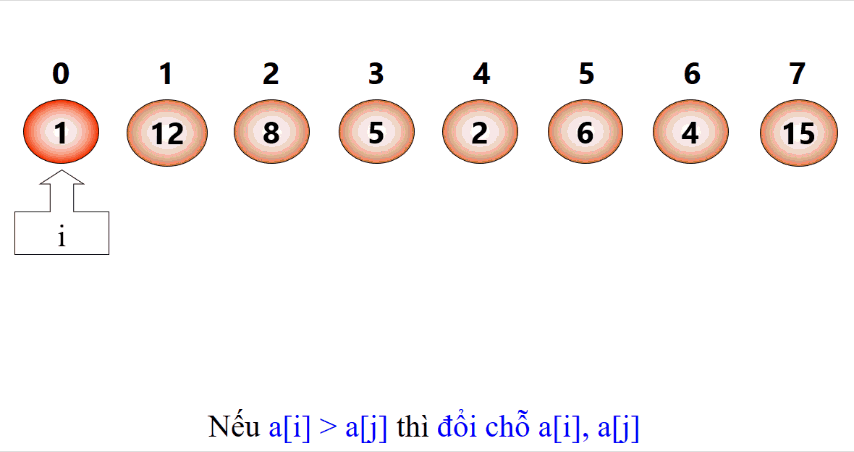 0 1 2 3 4 5 6 7
1 12 8 5 2 6 4 15
i
Nếu a[i] > a[j] thì đổi chỗ a[i], a[j]